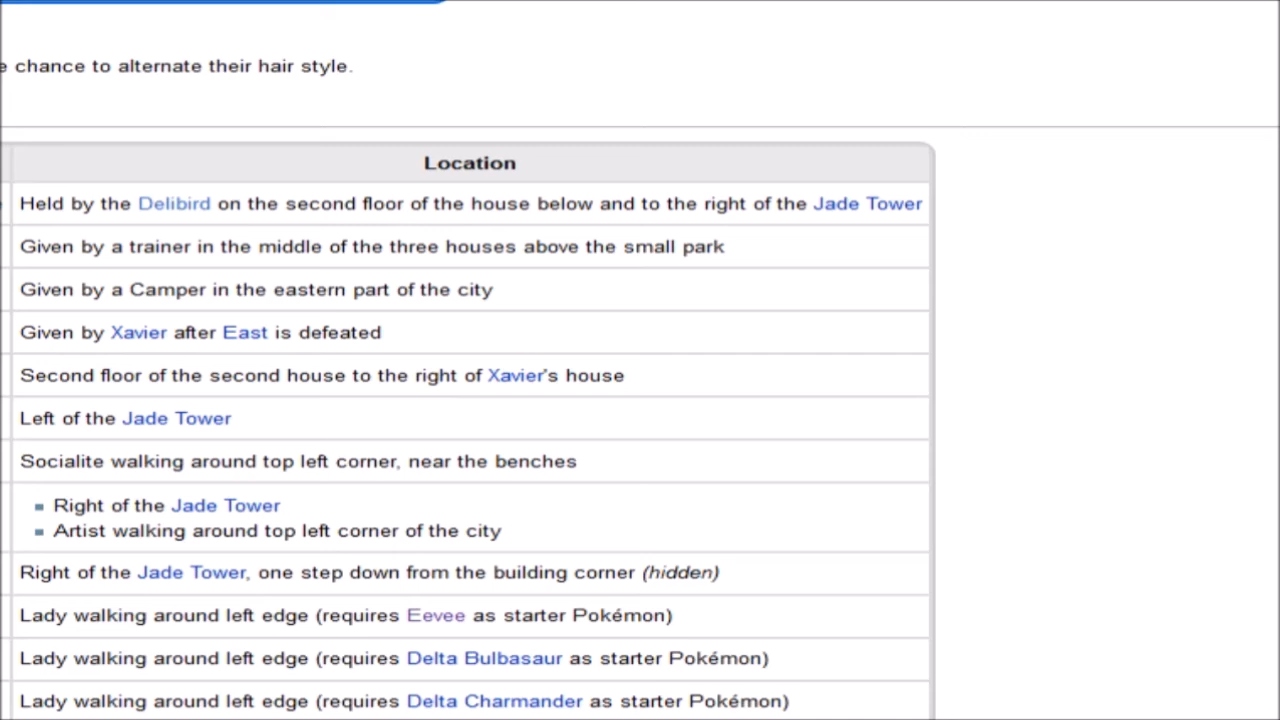 chance to alternate their hair style.
Location
Held by the Delibird on the second floor of the house below and to the right of the Jade Tower
Given by a trainer in the middle of the three houses above the small park
Given by a Camper in the eastern part of the city
Given by Xavier after East is defeated
Second floor of the second house to the right of Xavier's house
Left of the Jade Tower
Socialite walking around top left corner, near the benches
Right of the Jade Tower
Artist walking around top left corner of the city
Right of the Jade Tower, one step down from the building corner (hidden)
Lady walking around left edge (requires Eevee as starter Pokémon)
Lady walking around left edge (requires Delta Bulbasaur as starter Pokémon)
Lady walking around left edge (requires Delta Charmander as starter Pokémon)